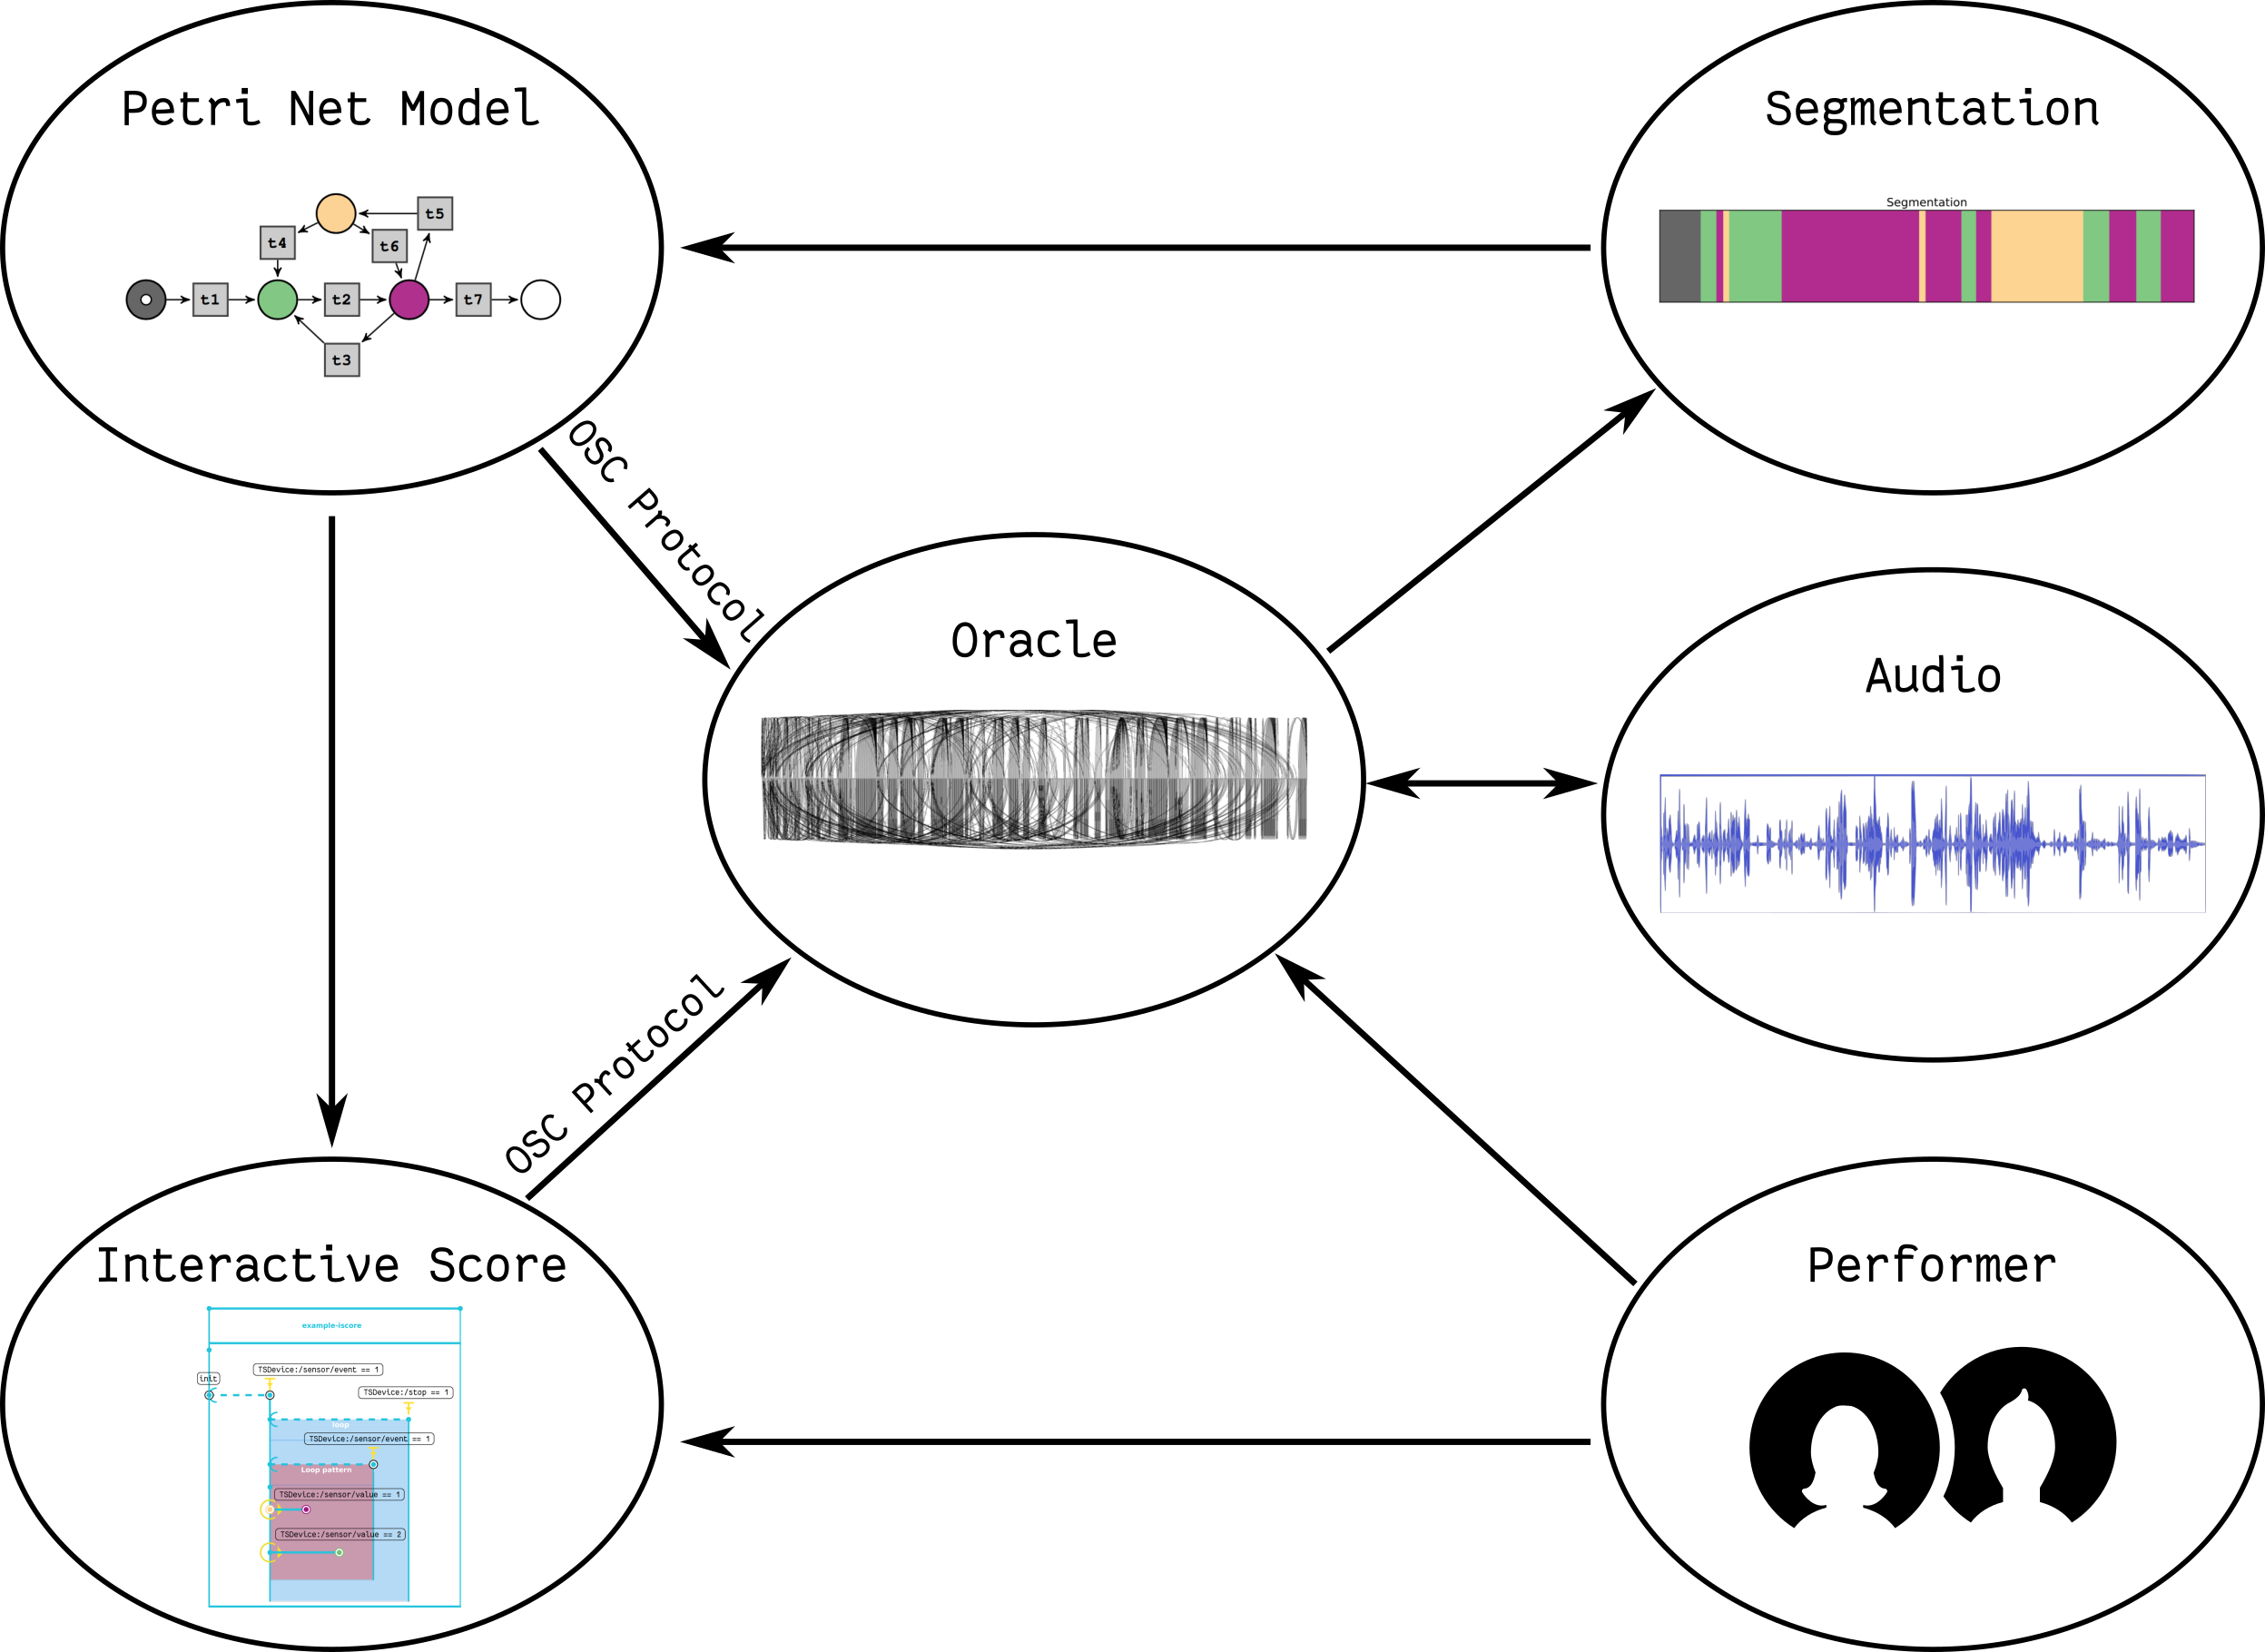 Petri Net Model
t5
t4
t6
t1
t2
t7
t3
Segmentation
Segmentation
OSC Protocol
Oracle
Audio
OSC Protocol
Interactive Score
example-iscore
TSDevice:/sensor/event == 1
init
TSDevice:/stop == 1
loop
TSDevice:/sensor/event == 1
Loop pattern
TSDevice:/sensor/value == 1
TSDevice:/sensor/value == 2
Performer